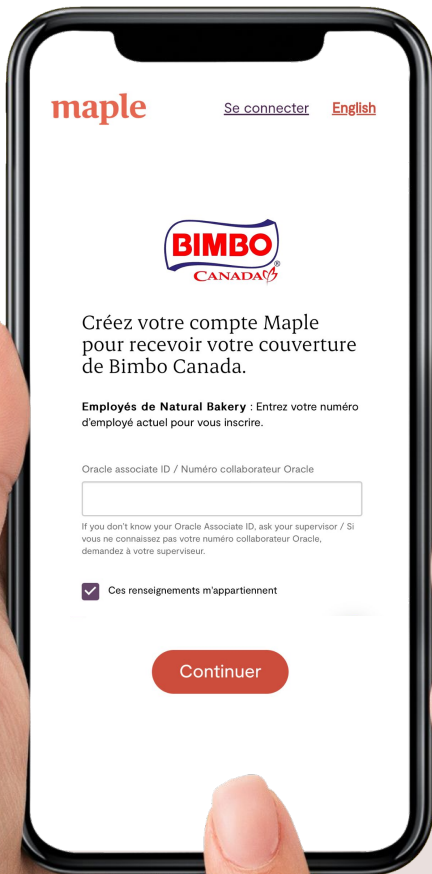 maple
Se connecter
English
BIMBO
CANADA
®
Créez votre compte Maple
pour recevoir votre couverture
de Bimbo Canada.
Employés de Natural Bakery : Entrez votre numéro
d'employé actuel pour vous inscrire.
Oracle associate ID / Numéro collaborateur Oracle
If you don't know your Oracle Associate ID, ask your supervisor / Si
vous ne connaissez pas votre numéro collaborateur Oracle,
demandez à votre superviseur.
Ces renseignements m'appartiennent
Continuer